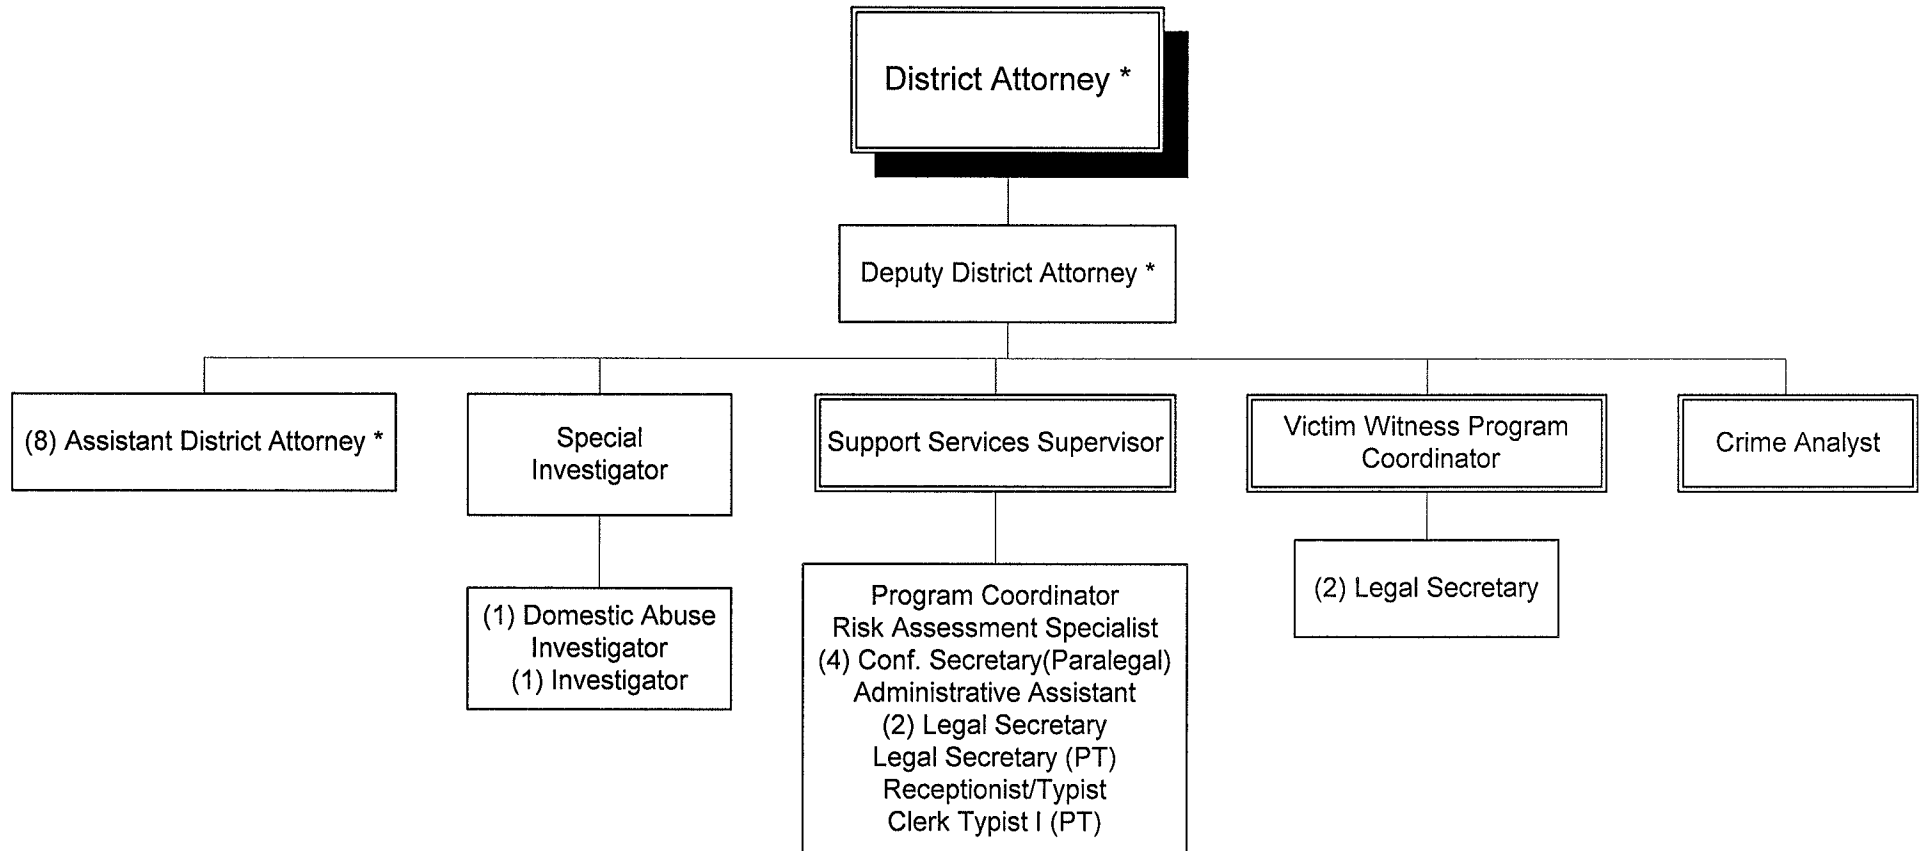 District Attorney *
Deputy District Attorney *
(8) Assistant District Attorney *
Special
Investigator
Support Services Supervisor
Victim Witness Program
Coordinator
Crime Analyst
(1) Domestic Abuse
Investigator
(1) Investigator
Program Coordinator
Risk Assessment Specialist
(4) Conf. Secretary(Paralegal)
Administrative Assistant
(2) Legal Secretary
Legal Secretary (PT)
Receptionist/Typist
Clerk Typist I (PT)
(2) Legal Secretary